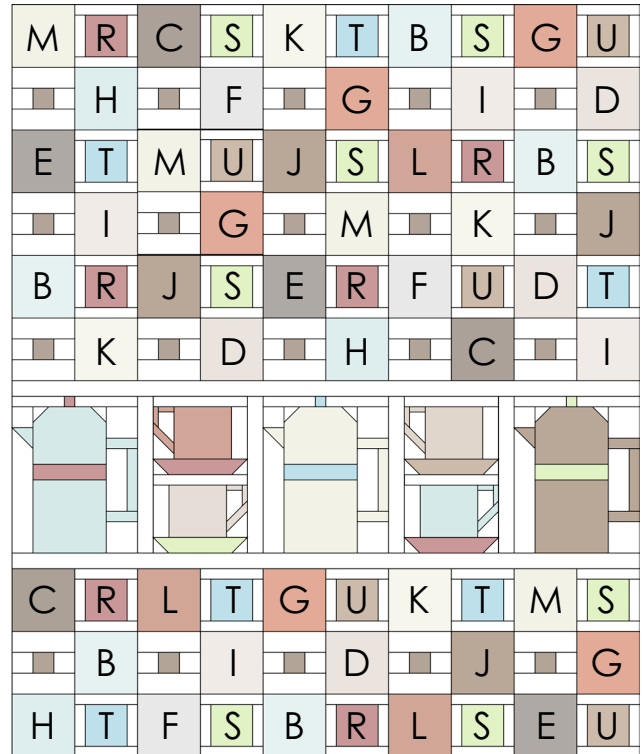 M R C S K T B S G U
H F G I D
E T M U J S L R B S
I G M K J
B R J S E R F U D T
K D H C I
C R L T G U K T M S
B I D J G
H T F S B R L S E U